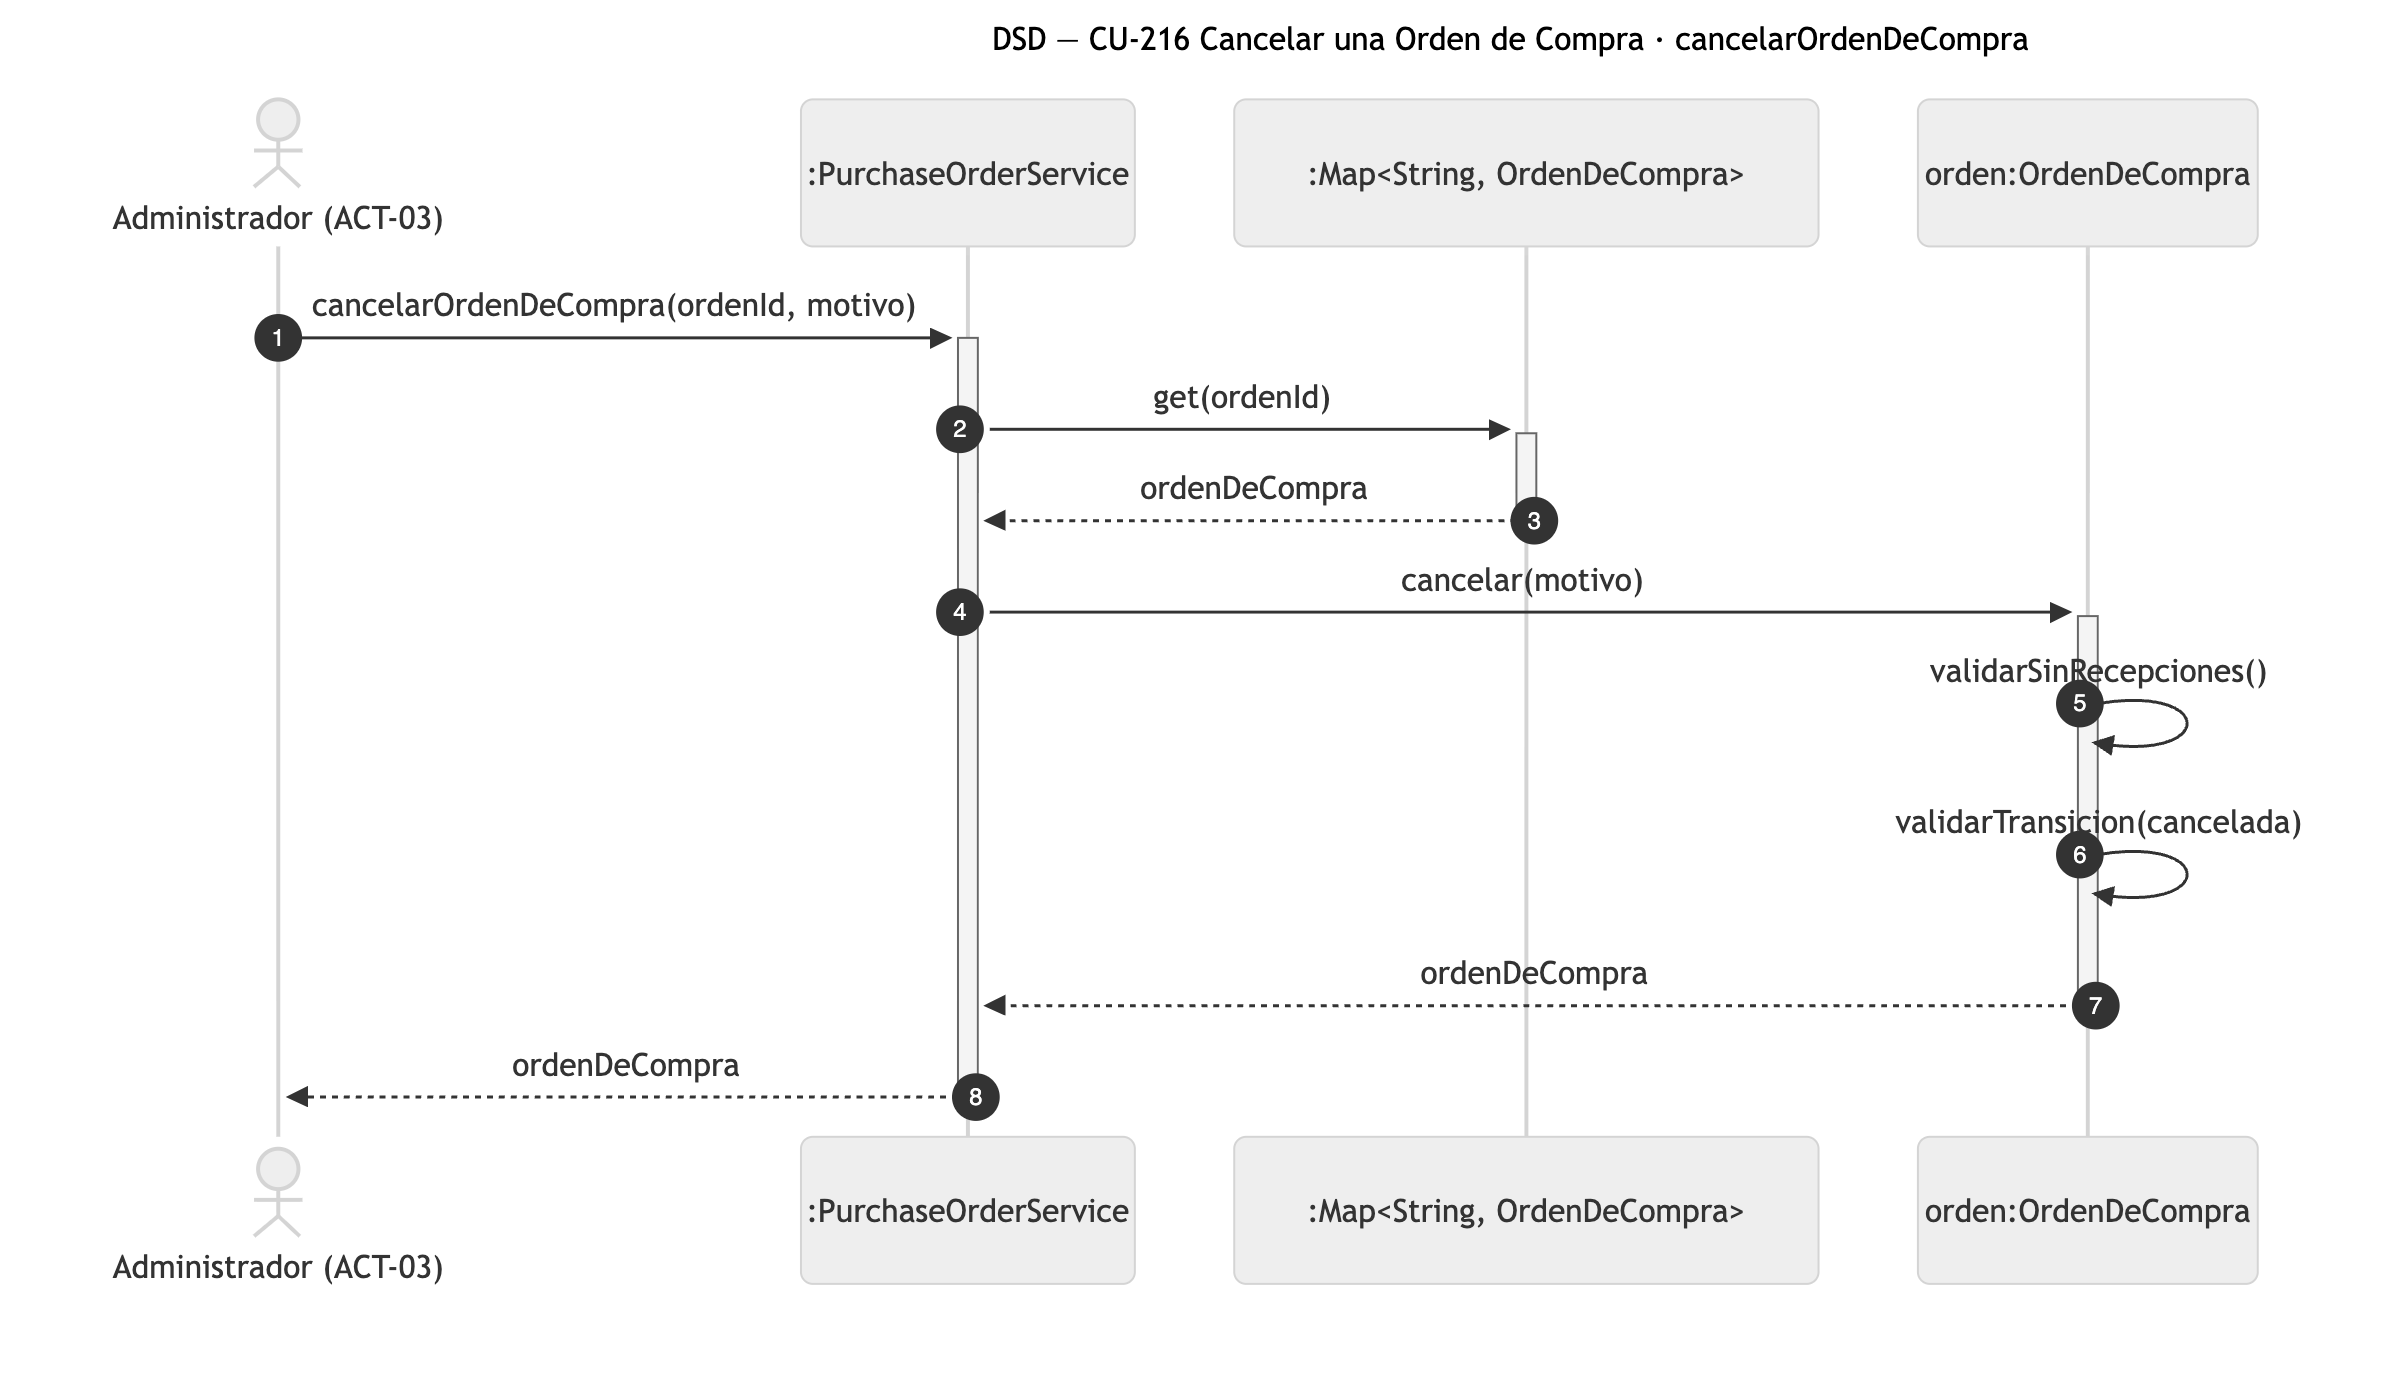 DSD — CU-216 Cancelar una Orden de Compra · cancelarOrdenDeCompra
Administrador (ACT-03)
:PurchaseOrderService
:Map<String, OrdenDeCompra>
orden:OrdenDeCompra
cancelarOrdenDeCompra(ordenId, motivo)
1
get(ordenId)
2
ordenDeCompra
3
cancelar(motivo)
4
validarSinRecepciones()
5
validarTransicion(cancelada)
6
ordenDeCompra
7
ordenDeCompra
8
Administrador (ACT-03)
:PurchaseOrderService
:Map<String, OrdenDeCompra>
orden:OrdenDeCompra